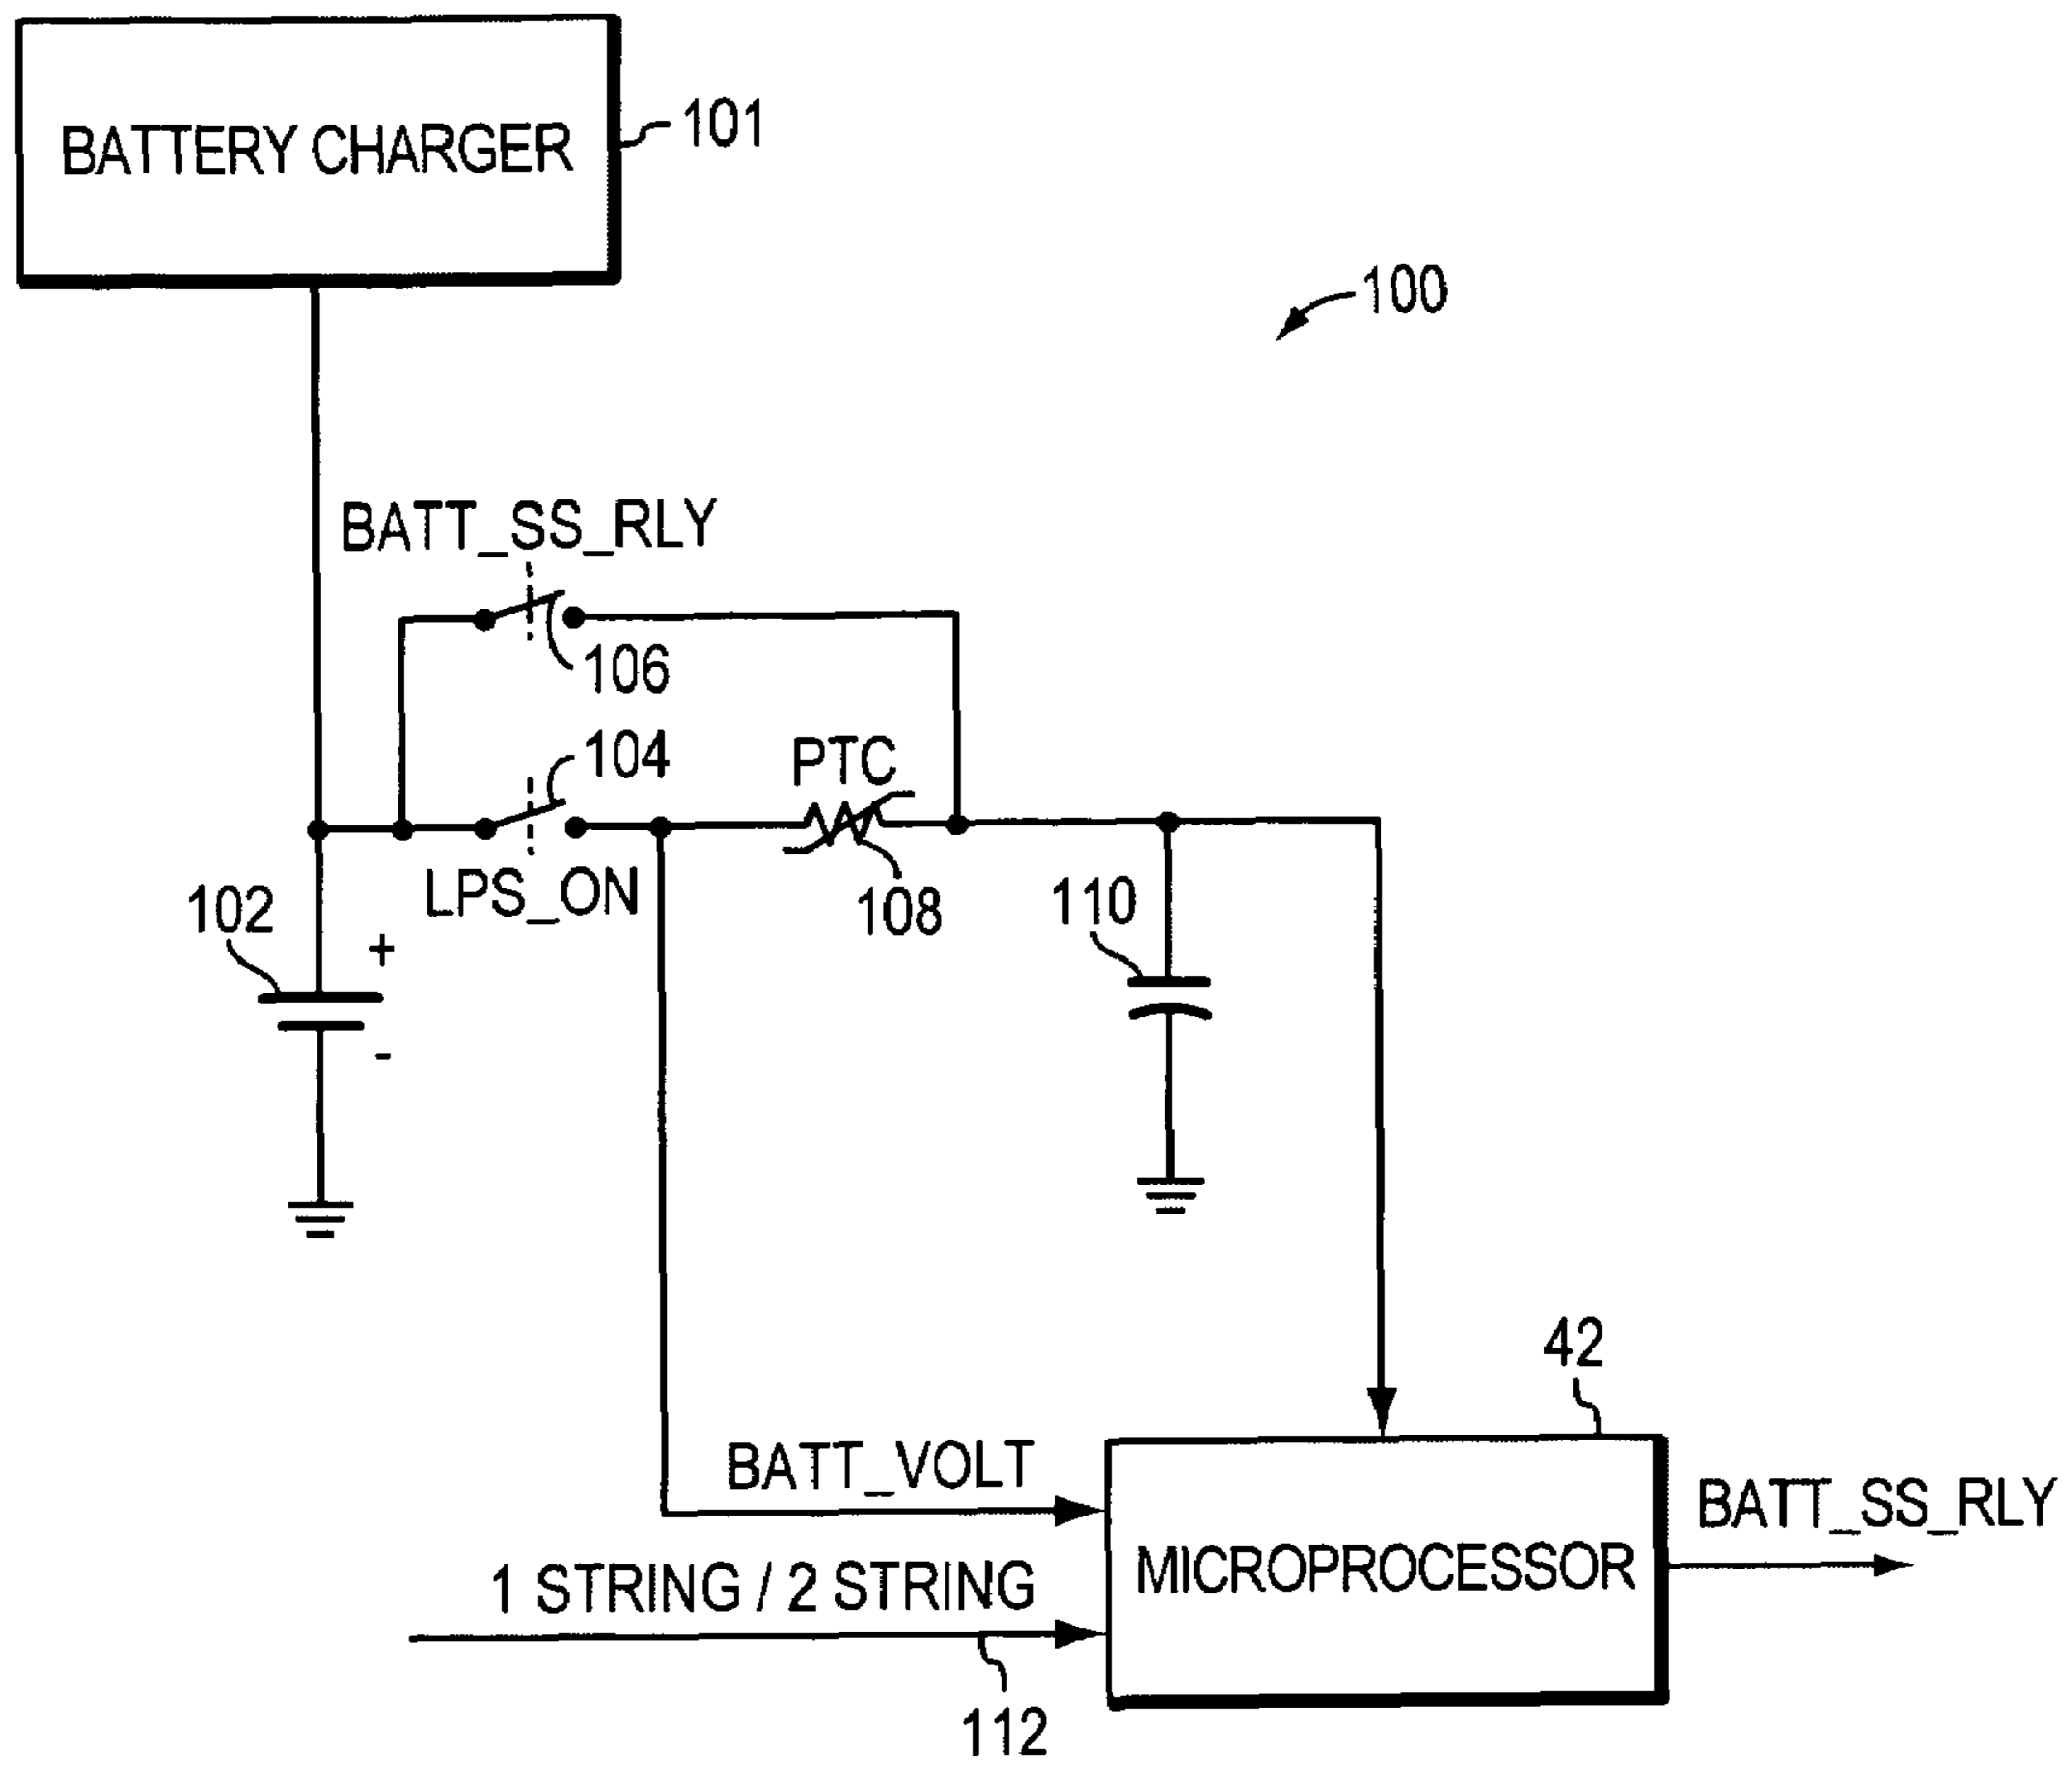 BATTERY CHARGER
101
100
BATT_SS_RLY
106
104
PTC
LPS_ON
102
+
-
108
110
42
BATT_VOLT
BATT_SS_RLY
MICROPROCESSOR
1 STRING / 2 STRING
112